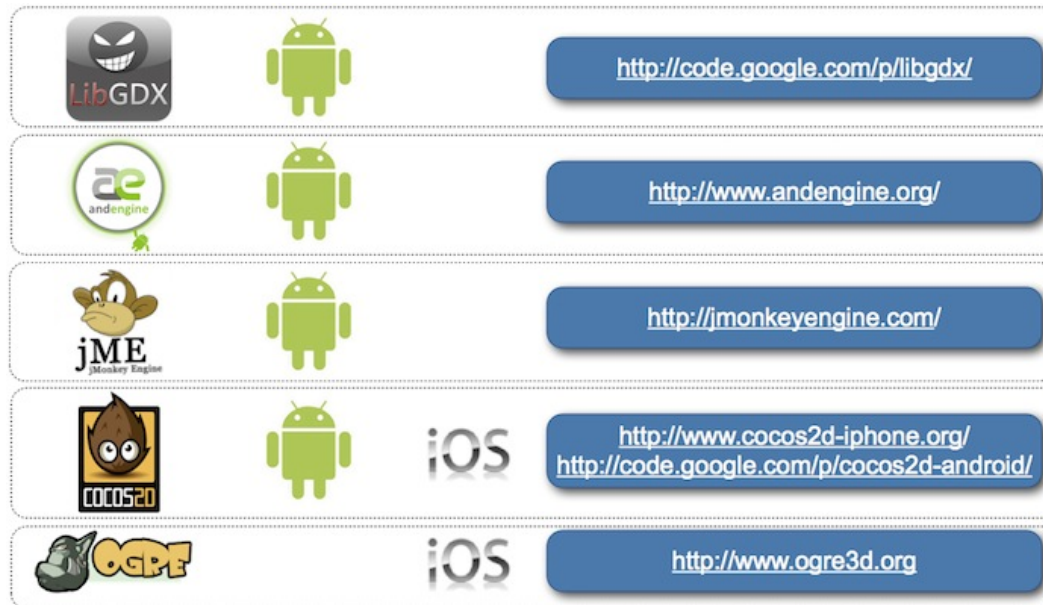 LibGDX
http://code.google.com/p/libgdx/
ae
andengine
http://www.andengine.org/
jME
jMonkey Engine
http://jmonkeyengine.com/
COCOS2D
iOS
http://www.cocos2d-iphone.org/
http://code.google.com/p/cocos2d-android/
OGRE
iOS
http://www.ogre3d.org